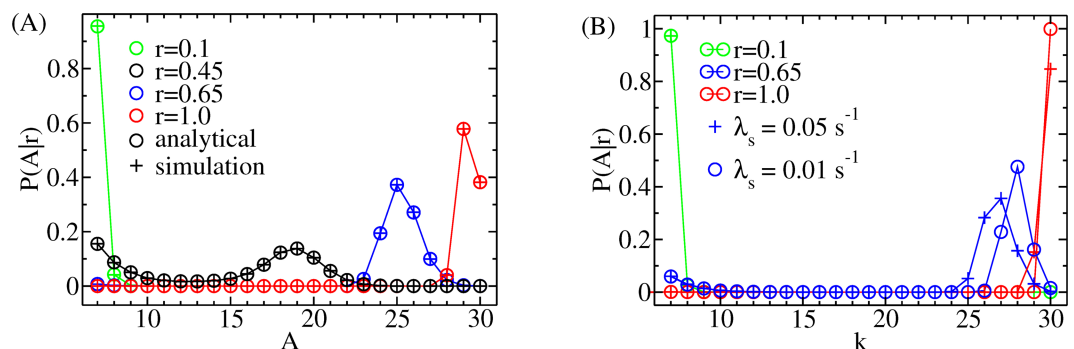 (A)
P(A|r)
0.8
0.6
0.4
0.2
0
r=0.1
r=0.45
r=0.65
r=1.0
analytical
simulation
10 15 20 25 30
A
(B)
P(A|r)
1
0.8
0.6
0.4
0.2
0
r=0.1
r=0.65
r=1.0
λs = 0.05 s-1
λs = 0.01 s-1
10 15 20 25 30
k